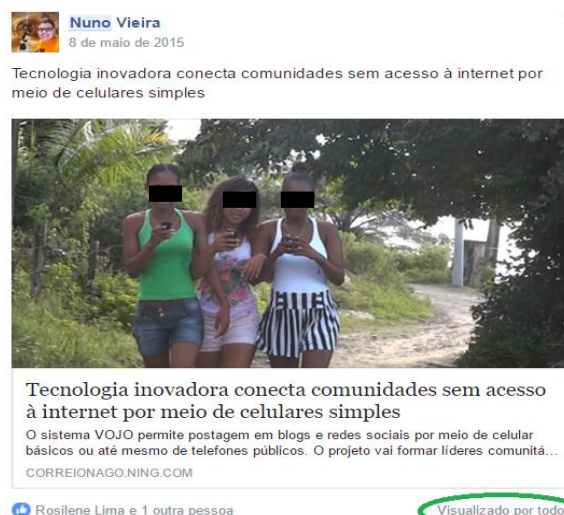 Nuno Vieira
8 de maio de 2015
Tecnologia inovadora conecta comunidades sem acesso à internet por
meio de celulares simples
Tecnologia inovadora conecta comunidades sem acesso
à internet por meio de celulares simples
O sistema VOJO permite postagem em blogs e redes sociais por meio de celular
básicos ou até mesmo de telefones públicos. O projeto vai formar líderes comunitá...
CORREIONAGO.NING.COM
Rosilene Lima e 1 outra pessoa
Visualizado por todo